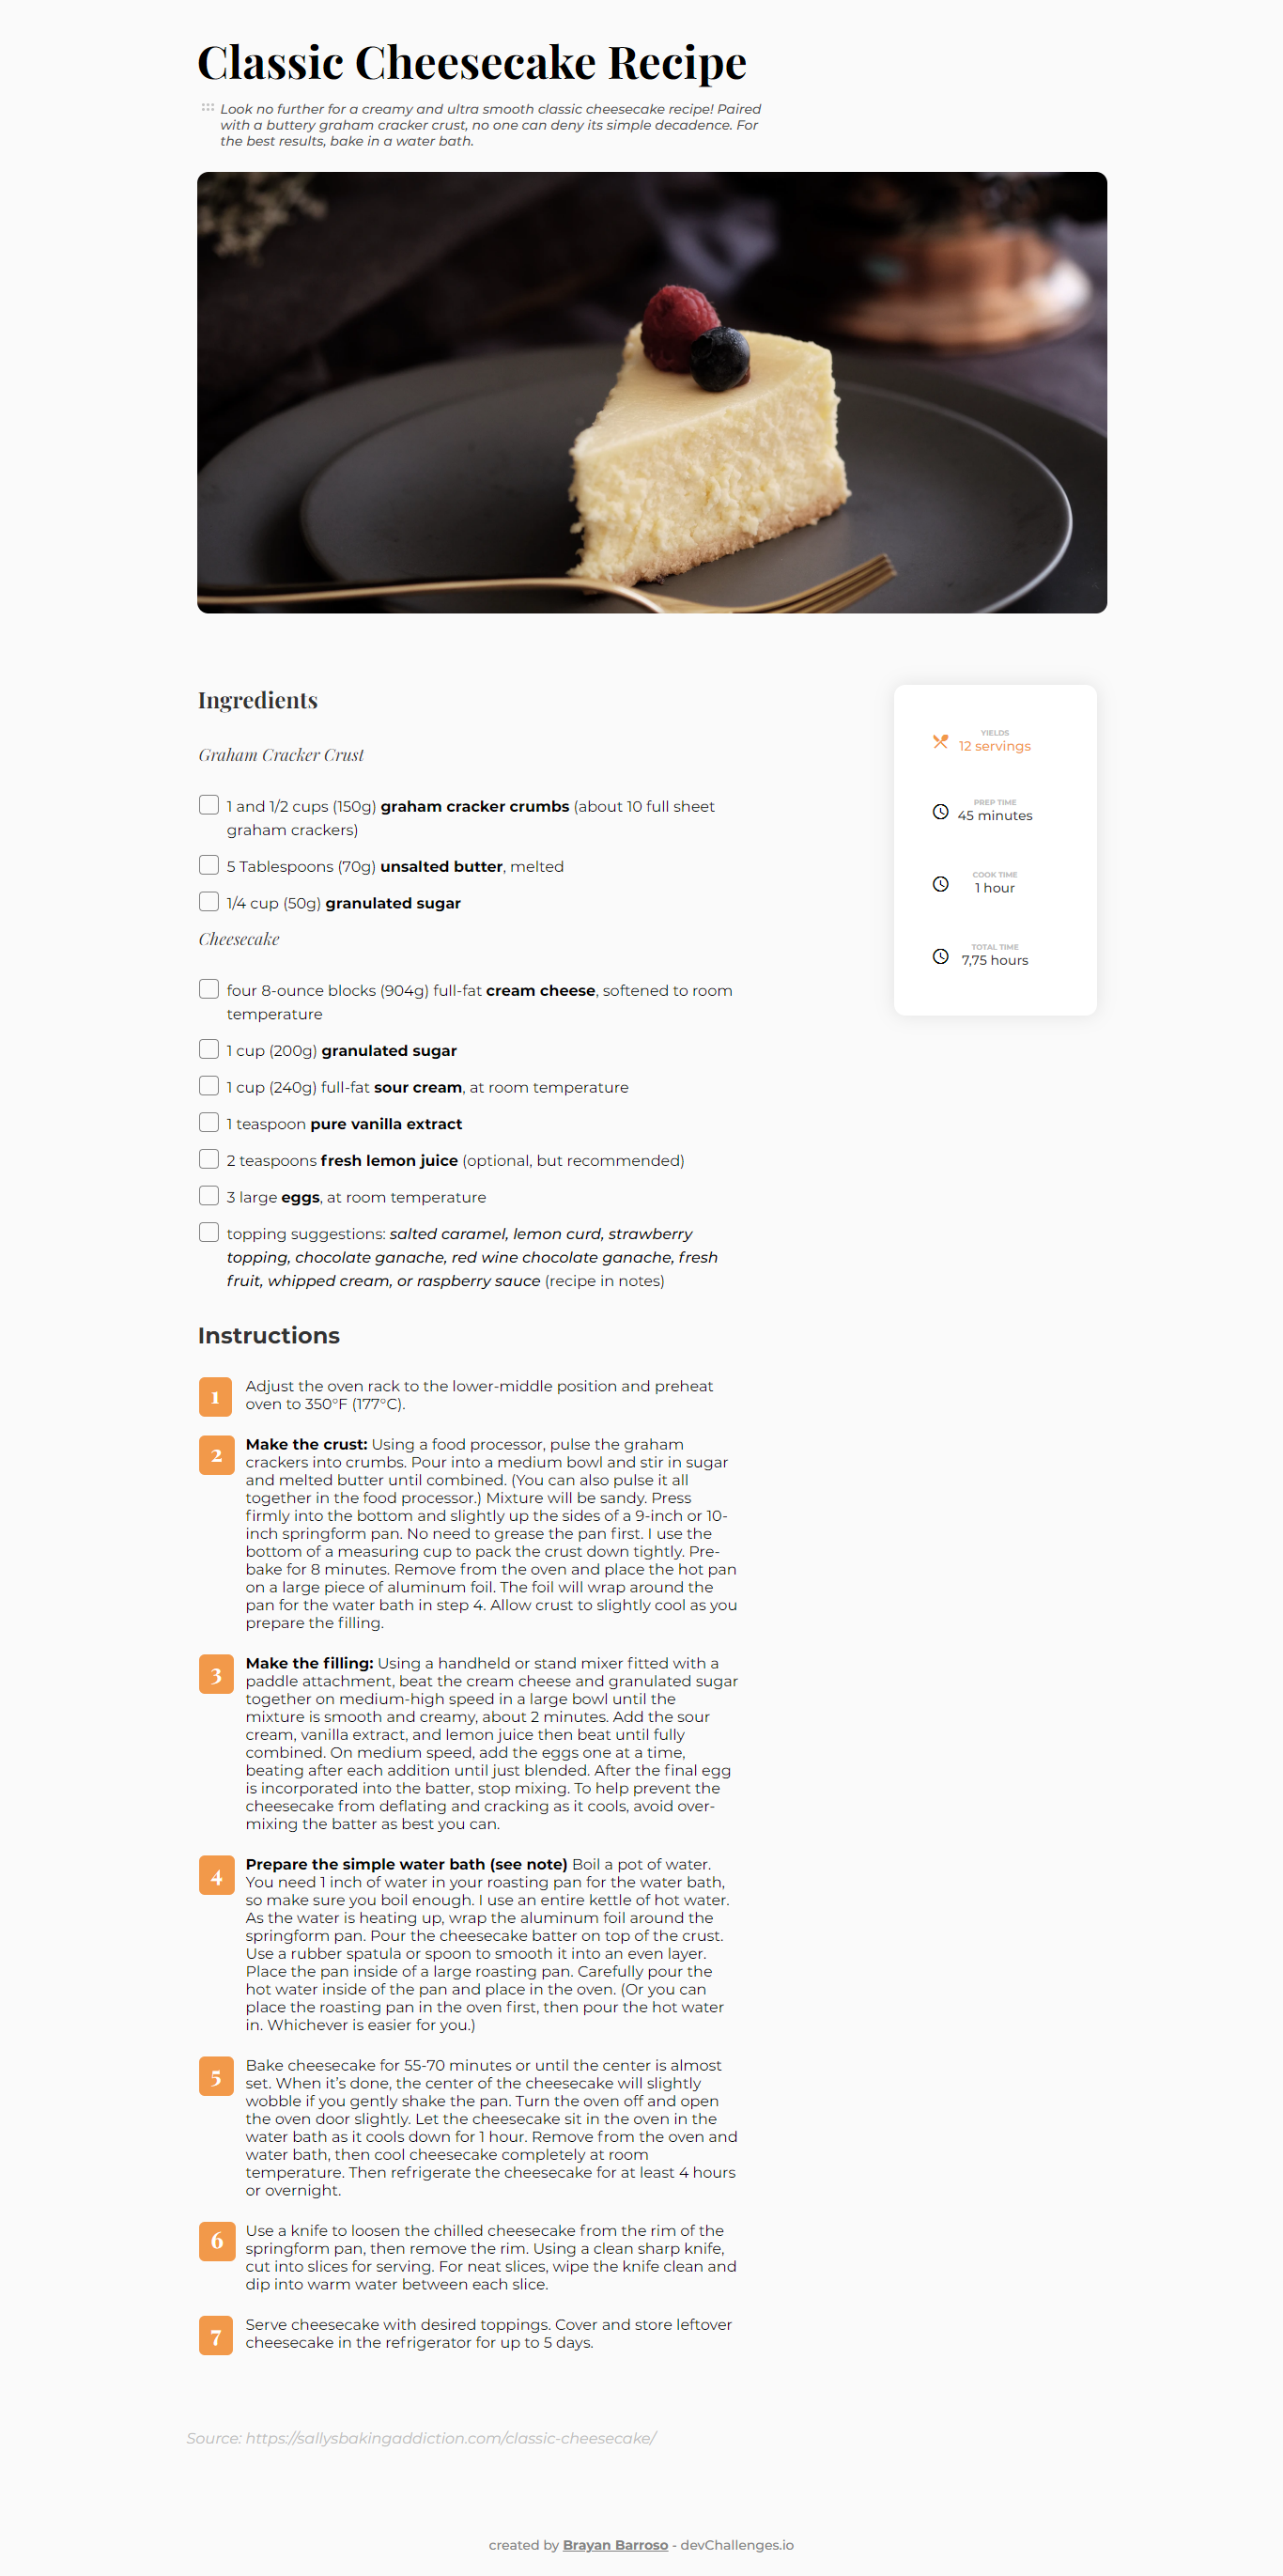 Classic Cheesecake Recipe
Look no further for a creamy and ultra smooth classic cheesecake recipe! Paired
with a buttery graham cracker crust, no one can deny its simple decadence. For
the best results, bake in a water bath.
Ingredients
Graham Cracker Crust
1 and 1/2 cups (150g) graham cracker crumbs (about 10 full sheet
graham crackers)
5 Tablespoons (70g) unsalted butter, melted
1/4 cup (50g) granulated sugar
Cheesecake
four 8-ounce blocks (904g) full-fat cream cheese, softened to room
temperature
1 cup (200g) granulated sugar
1 cup (240g) full-fat sour cream, at room temperature
1 teaspoon pure vanilla extract
2 teaspoons fresh lemon juice (optional, but recommended)
3 large eggs, at room temperature
topping suggestions: salted caramel, lemon curd, strawberry
topping, chocolate ganache, red wine chocolate ganache, fresh
fruit, whipped cream, or raspberry sauce (recipe in notes)
YIELDS
12 servings
PREP TIME
45 minutes
COOK TIME
1 hour
TOTAL TIME
7,75 hours
Instructions
1 Adjust the oven rack to the lower-middle position and preheat
oven to 350°F (177°C).
2 Make the crust: Using a food processor, pulse the graham
crackers into crumbs. Pour into a medium bowl and stir in sugar
and melted butter until combined. (You can also pulse it all
together in the food processor.) Mixture will be sandy. Press
firmly into the bottom and slightly up the sides of a 9-inch or 10-
inch springform pan. No need to grease the pan first. I use the
bottom of a measuring cup to pack the crust down tightly. Pre-
bake for 8 minutes. Remove from the oven and place the hot pan
on a large piece of aluminum foil. The foil will wrap around the
pan for the water bath in step 4. Allow crust to slightly cool as you
prepare the filling.
3 Make the filling: Using a handheld or stand mixer fitted with a
paddle attachment, beat the cream cheese and granulated sugar
together on medium-high speed in a large bowl until the
mixture is smooth and creamy, about 2 minutes. Add the sour
cream, vanilla extract, and lemon juice then beat until fully
combined. On medium speed, add the eggs one at a time,
beating after each addition until just blended. After the final egg
is incorporated into the batter, stop mixing. To help prevent the
cheesecake from deflating and cracking as it cools, avoid over-
mixing the batter as best you can.
4 Prepare the simple water bath (see note) Boil a pot of water.
You need 1 inch of water in your roasting pan for the water bath,
so make sure you boil enough. I use an entire kettle of hot water.
As the water is heating up, wrap the aluminum foil around the
springform pan. Pour the cheesecake batter on top of the crust.
Use a rubber spatula or spoon to smooth it into an even layer.
Place the pan inside of a large roasting pan. Carefully pour the
hot water inside of the pan and place in the oven. (Or you can
place the roasting pan in the oven first, then pour the hot water
in. Whichever is easier for you.)
5 Bake cheesecake for 55-70 minutes or until the center is almost
set. When it’s done, the center of the cheesecake will slightly
wobble if you gently shake the pan. Turn the oven off and open
the oven door slightly. Let the cheesecake sit in the oven in the
water bath as it cools down for 1 hour. Remove from the oven and
water bath, then cool cheesecake completely at room
temperature. Then refrigerate the cheesecake for at least 4 hours
or overnight.
6 Use a knife to loosen the chilled cheesecake from the rim of the
springform pan, then remove the rim. Using a clean sharp knife,
cut into slices for serving. For neat slices, wipe the knife clean and
dip into warm water between each slice.
7 Serve cheesecake with desired toppings. Cover and store leftover
cheesecake in the refrigerator for up to 5 days.
Source: https://sallysbakingaddiction.com/classic-cheesecake/
created by Brayan Barroso - devChallenges.io